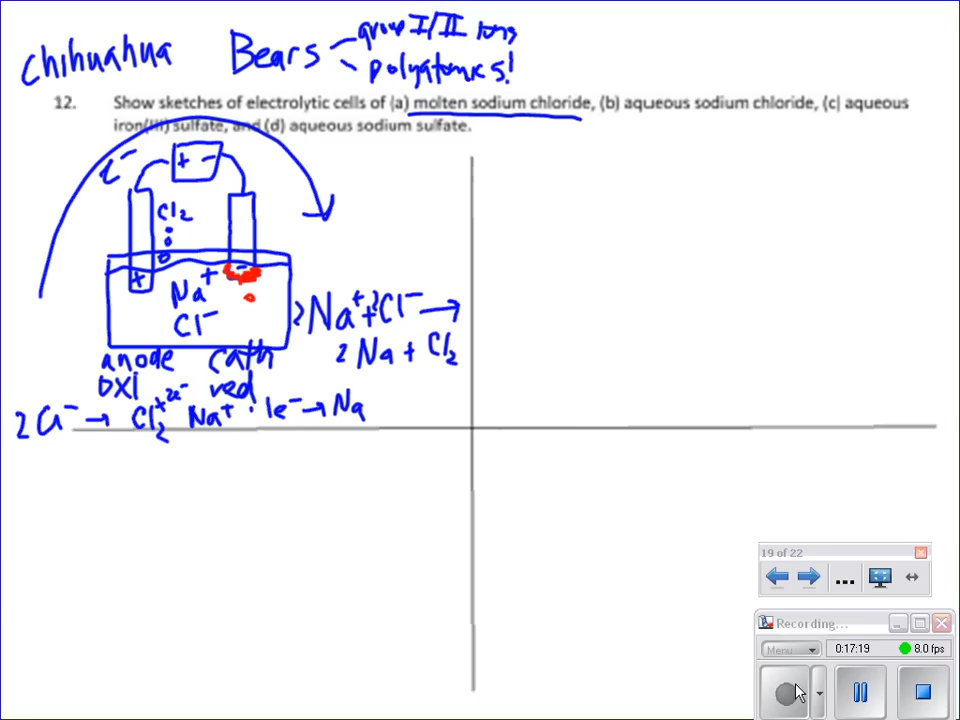 Chihuahua Bears group I/II ions
polyatomics!
12. Show sketches of electrolytic cells of (a) molten sodium chloride, (b) aqueous sodium chloride, (c) aqueous
iron(III) sulfate, and (d) aqueous sodium sulfate.
e⁻
+ -
Cl₂
+ -
Na⁺
Cl⁻
2Na⁺ + 2Cl⁻ →
2Na + Cl₂
anode cath
oxi red
2Cl⁻ → Cl₂ + 2e⁻ Na⁺ · 1e⁻ → Na
19 of 22
...
Recording...
Menu 0:17:19 8.0 fps